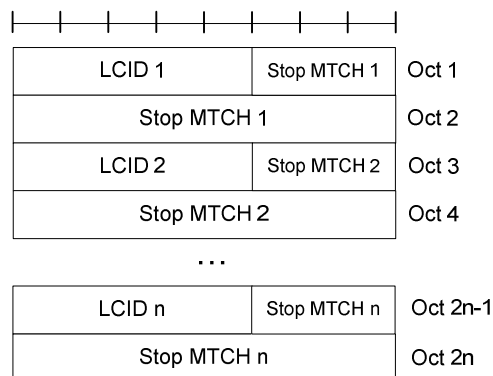 LCID 1 Stop MTCH 1 Oct 1
Stop MTCH 1 Oct 2
LCID 2 Stop MTCH 2 Oct 3
Stop MTCH 2 Oct 4
...
LCID n Stop MTCH n Oct 2n-1
Stop MTCH n Oct 2n